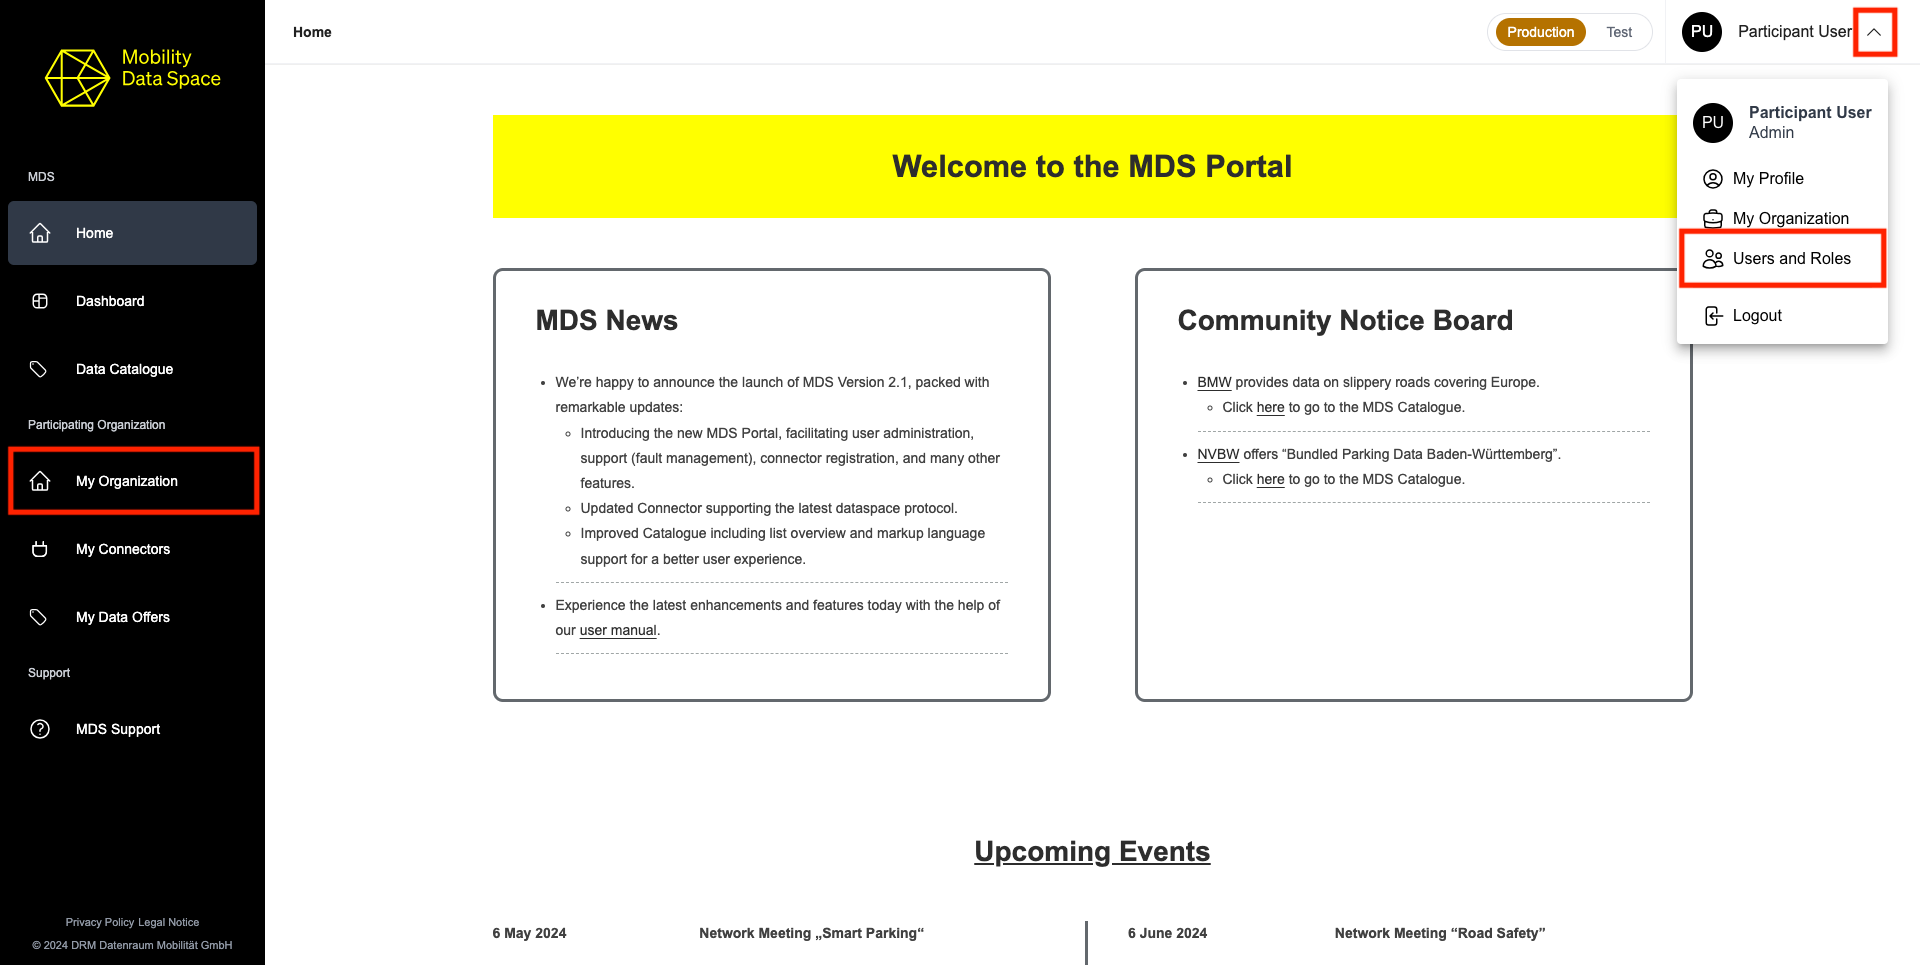 Mobility
Data Space
MDS
Home
Dashboard
Data Catalogue
Participating Organization
My Organization
My Connectors
My Data Offers
Support
MDS Support
Privacy Policy Legal Notice
© 2024 DRM Datenraum Mobilität GmbH
Home
Production
Test
PU
Participant User
PU
Participant User
Admin
My Profile
My Organization
Users and Roles
Logout
Welcome to the MDS Portal
MDS News
• We’re happy to announce the launch of MDS Version 2.1, packed with
remarkable updates:
◦ Introducing the new MDS Portal, facilitating user administration,
support (fault management), connector registration, and many other
features.
◦ Updated Connector supporting the latest dataspace protocol.
◦ Improved Catalogue including list overview and markup language
support for a better user experience.
• Experience the latest enhancements and features today with the help of
our user manual.
Community Notice Board
• BMW provides data on slippery roads covering Europe.
◦ Click here to go to the MDS Catalogue.
• NVBW offers “Bundled Parking Data Baden-Württemberg”.
◦ Click here to go to the MDS Catalogue.
Upcoming Events
6 May 2024
Network Meeting „Smart Parking“
6 June 2024
Network Meeting “Road Safety”